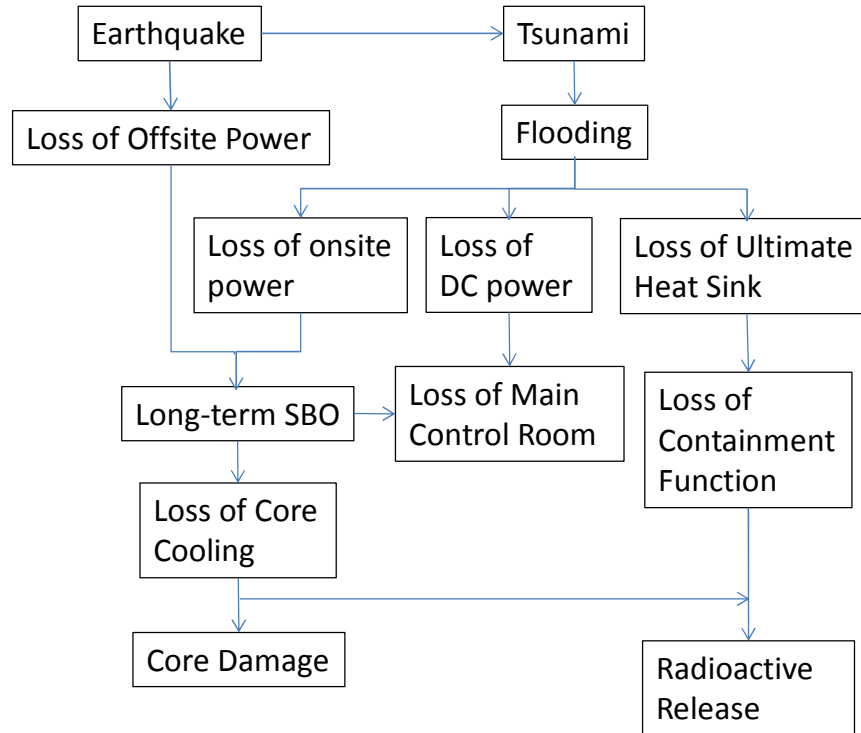 Earthquake
Tsunami
Loss of Offsite Power
Flooding
Loss of onsite
power
Loss of
DC power
Loss of Ultimate
Heat Sink
Long-term SBO
Loss of Main
Control Room
Loss of
Containment
Function
Loss of Core
Cooling
Core Damage
Radioactive
Release